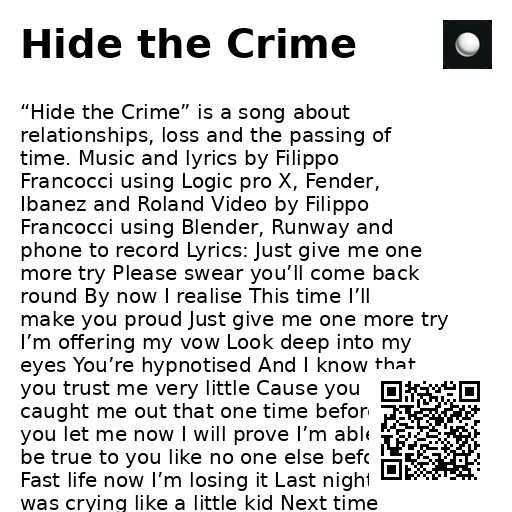 Hide the Crime
“Hide the Crime” is a song about
relationships, loss and the passing of
time. Music and lyrics by Filippo
Francocci using Logic pro X, Fender,
Ibanez and Roland Video by Filippo
Francocci using Blender, Runway and
phone to record Lyrics: Just give me one
more try Please swear you’ll come back
round By now I realise This time I’ll
make you proud Just give me one more try
I’m offering my vow Look deep into my
eyes You’re hypnotised And I know that
you trust me very little Cause you
caught me out that one time before
you let me now I will prove I’m able
be true to you like no one else
Fast life now I’m losing it Last night
was crying like a little kid Next time